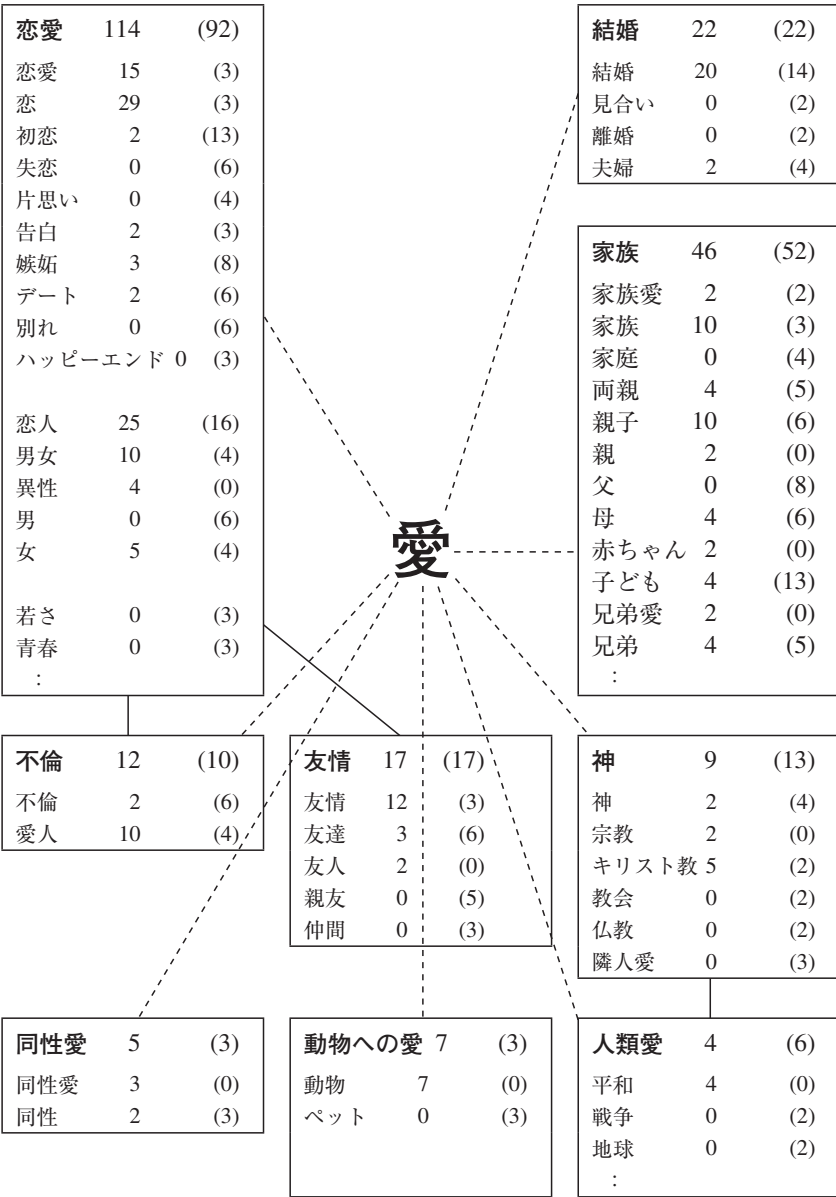 恋愛 114 (92)
恋愛 15 (3)
恋 29 (3)
初恋 2 (13)
失恋 0 (6)
片思い 0 (4)
告白 2 (3)
嫉妬 3 (8)
デート 2 (6)
別れ 0 (6)
ハッピーエンド 0 (3)
恋人 25 (16)
男女 10 (4)
異性 4 (0)
男 0 (6)
女 5 (4)
若さ 0 (3)
青春 0 (3)
:
結婚 22 (22)
結婚 20 (14)
見合い 0 (2)
離婚 0 (2)
夫婦 2 (4)
家族 46 (52)
家族愛 2 (2)
家族 10 (3)
家庭 0 (4)
両親 4 (5)
親子 10 (6)
親 2 (0)
父 0 (8)
母 4 (6)
赤ちゃん 2 (0)
子ども 4 (13)
兄弟愛 2 (0)
兄弟 4 (5)
:
愛
不倫 12 (10)
不倫 2 (6)
愛人 10 (4)
友情 17 (17)
友情 12 (3)
友達 3 (6)
友人 2 (0)
親友 0 (5)
仲間 0 (3)
神 9 (13)
神 2 (4)
宗教 2 (0)
キリスト教 5 (2)
教会 0 (2)
仏教 0 (2)
隣人愛 0 (3)
同性愛 5 (3)
同性愛 3 (0)
同性 2 (3)
動物への愛 7 (3)
動物 7 (0)
ペット 0 (3)
人類愛 4 (6)
平和 4 (0)
戦争 0 (2)
地球 0 (2)
: